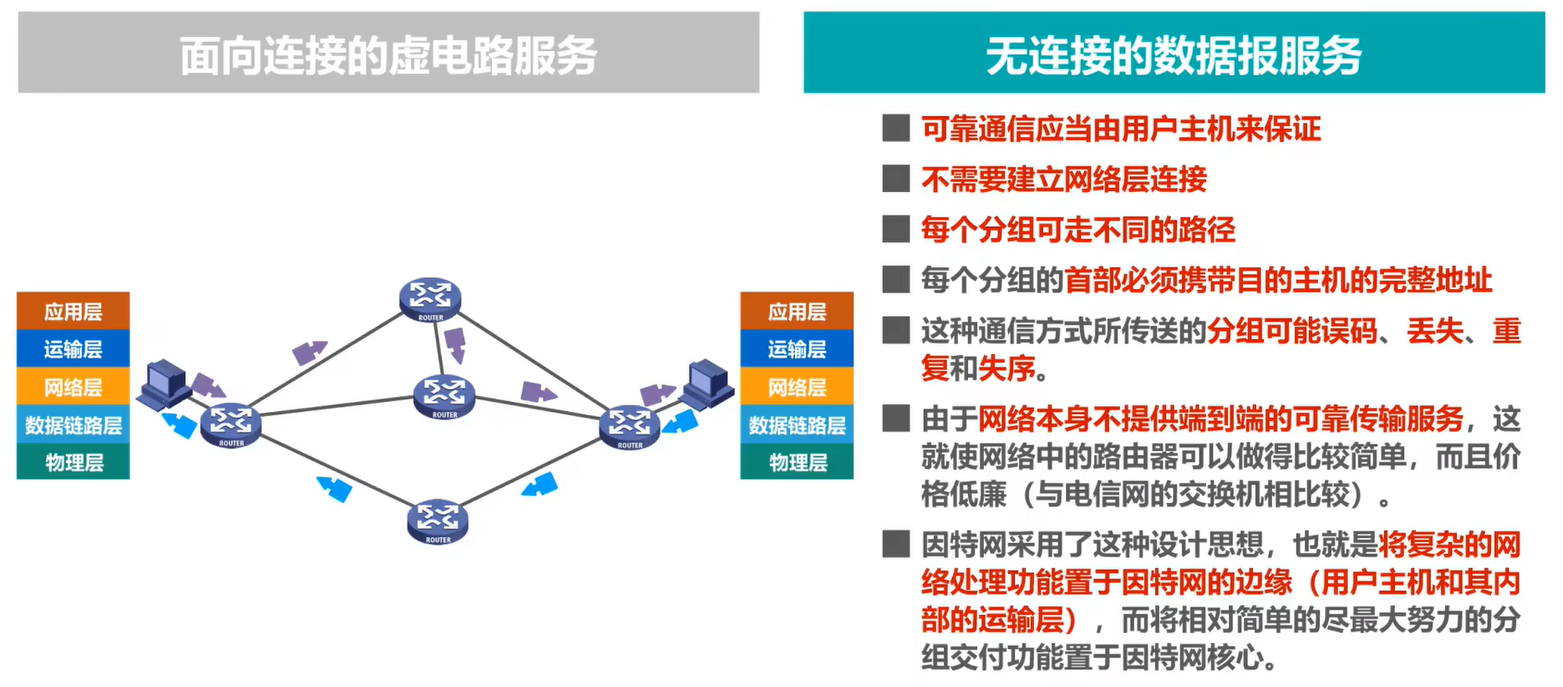 面向连接的虚电路服务
无连接的数据报服务
应用层
运输层
网络层
数据链路层
物理层
ROUTER
ROUTER
ROUTER
ROUTER
ROUTER
应用层
运输层
网络层
数据链路层
物理层
可靠通信应当由用户主机来保证
不需要建立网络层连接
每个分组可走不同的路径
每个分组的首部必须携带目的主机的完整地址
这种通信方式所传送的分组可能误码、丢失、重
复和失序。
由于网络本身不提供端到端的可靠传输服务，这
就使网络中的路由器可以做得比较简单，而且价
格低廉（与电信网的交换机相比较）。
因特网采用了这种设计思想，也就是将复杂的网
络处理功能置于因特网的边缘（用户主机和其内
部的运输层），而将相对简单的尽最大努力的分
组交付功能置于因特网核心。